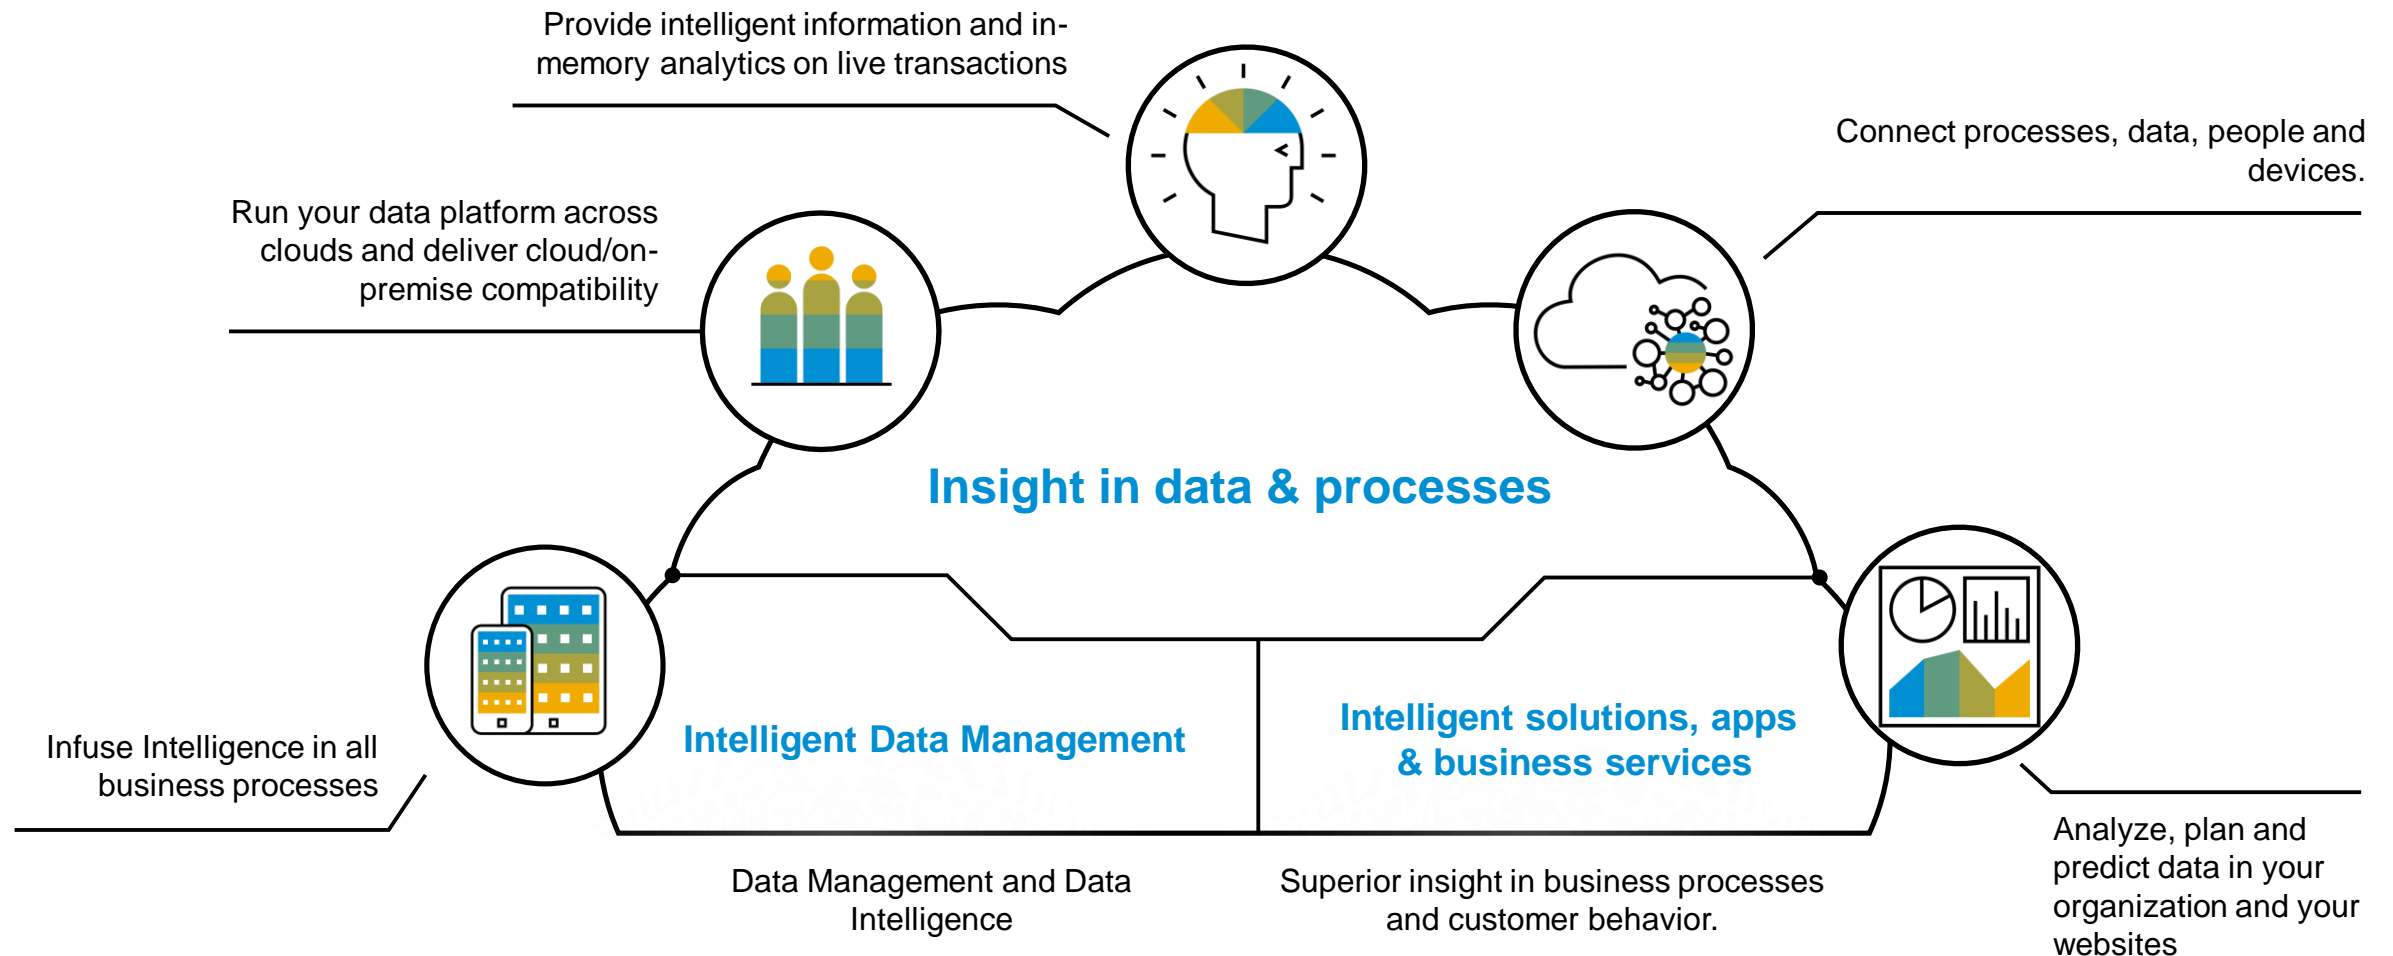 Provide intelligent information and in-
memory analytics on live transactions
Connect processes, data, people and
devices.
Run your data platform across
clouds and deliver cloud/on-
premise compatibility
Insight in data & processes
Intelligent Data Management
Intelligent solutions, apps
& business services
Infuse Intelligence in all
business processes
Data Management and Data
Intelligence
Superior insight in business processes
and customer behavior.
Analyze, plan and
predict data in your
organization and your
websites